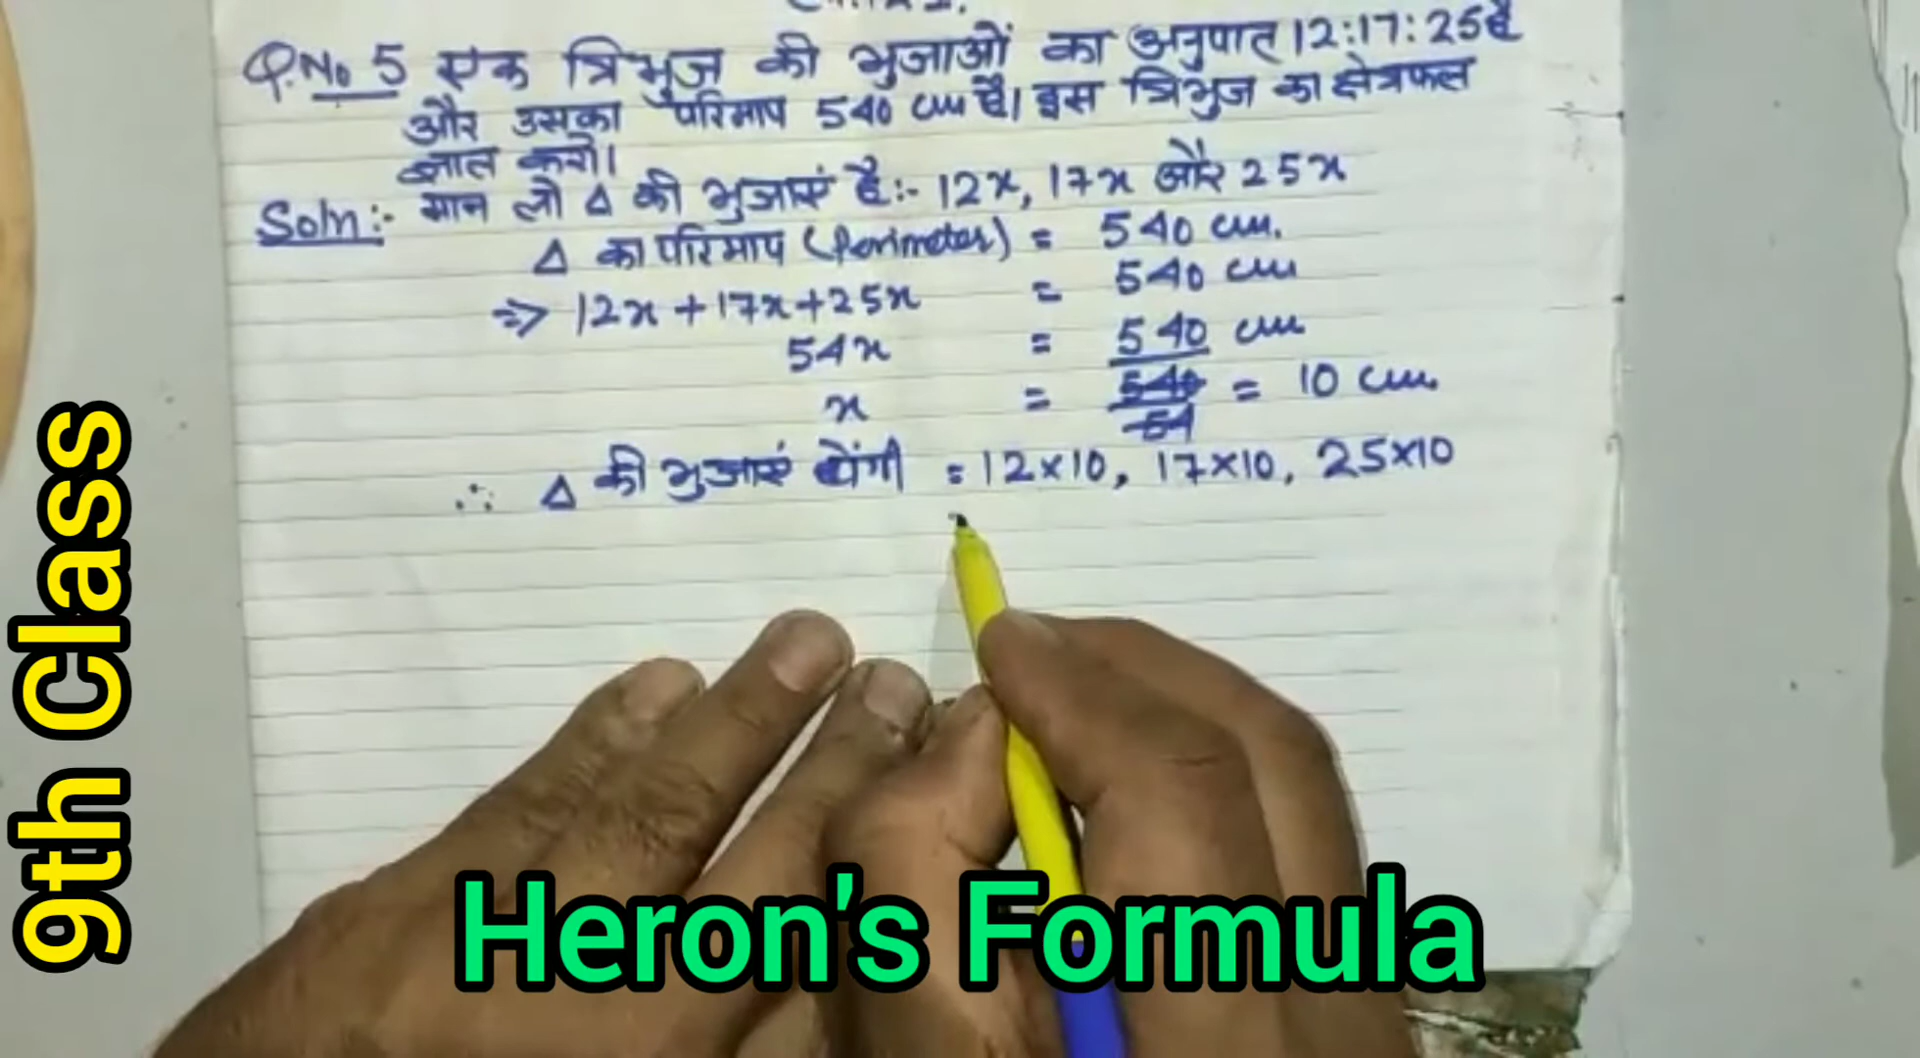 Q.No 5 एक त्रिभुज की भुजाओं का अनुपात 12:17:25 है
और उसका परिमाप 540 cm है। इस त्रिभुज का क्षेत्रफल
ज्ञात करो।
Soln:- मान लो Δ की भुजाएं है:- 12x, 17x और 25x
Δ का परिमाप (Perimeter) = 540 cm.
⇒ 12x + 17x + 25x = 540 cm
54x = 540 cm
x = 540/54 = 10 cm.
∴ Δ की भुजाएं होंगी = 12×10, 17×10, 25×10
9th Class
Heron's Formula